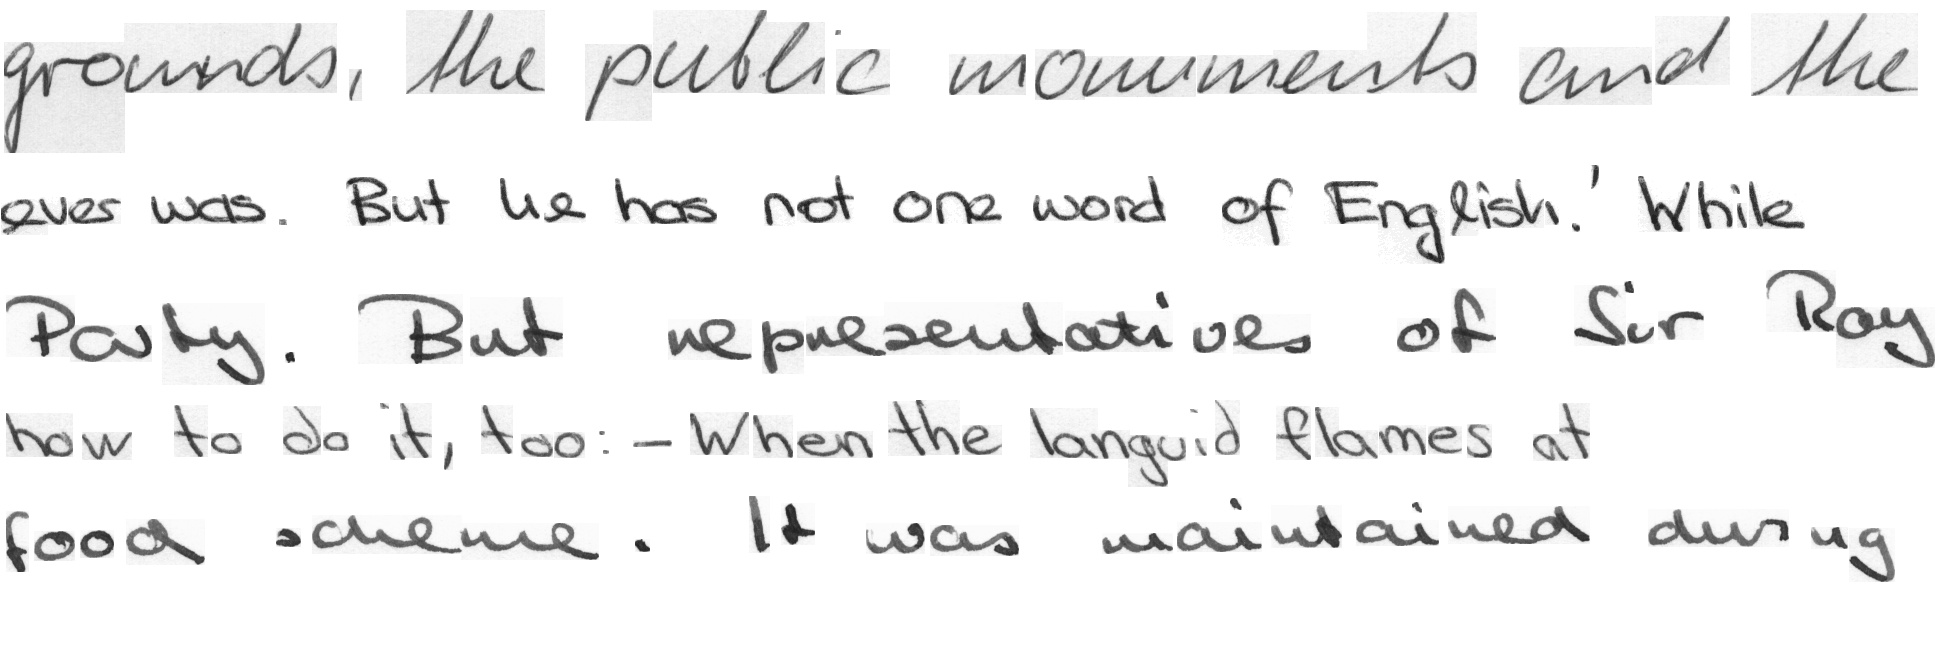 grounds, the public monuments and the
ever was. But he has not one word of English.' While
Party. But representatives of Sir Roy
how to do it, too: - When the languid flames at
food scheme. It was maintained during